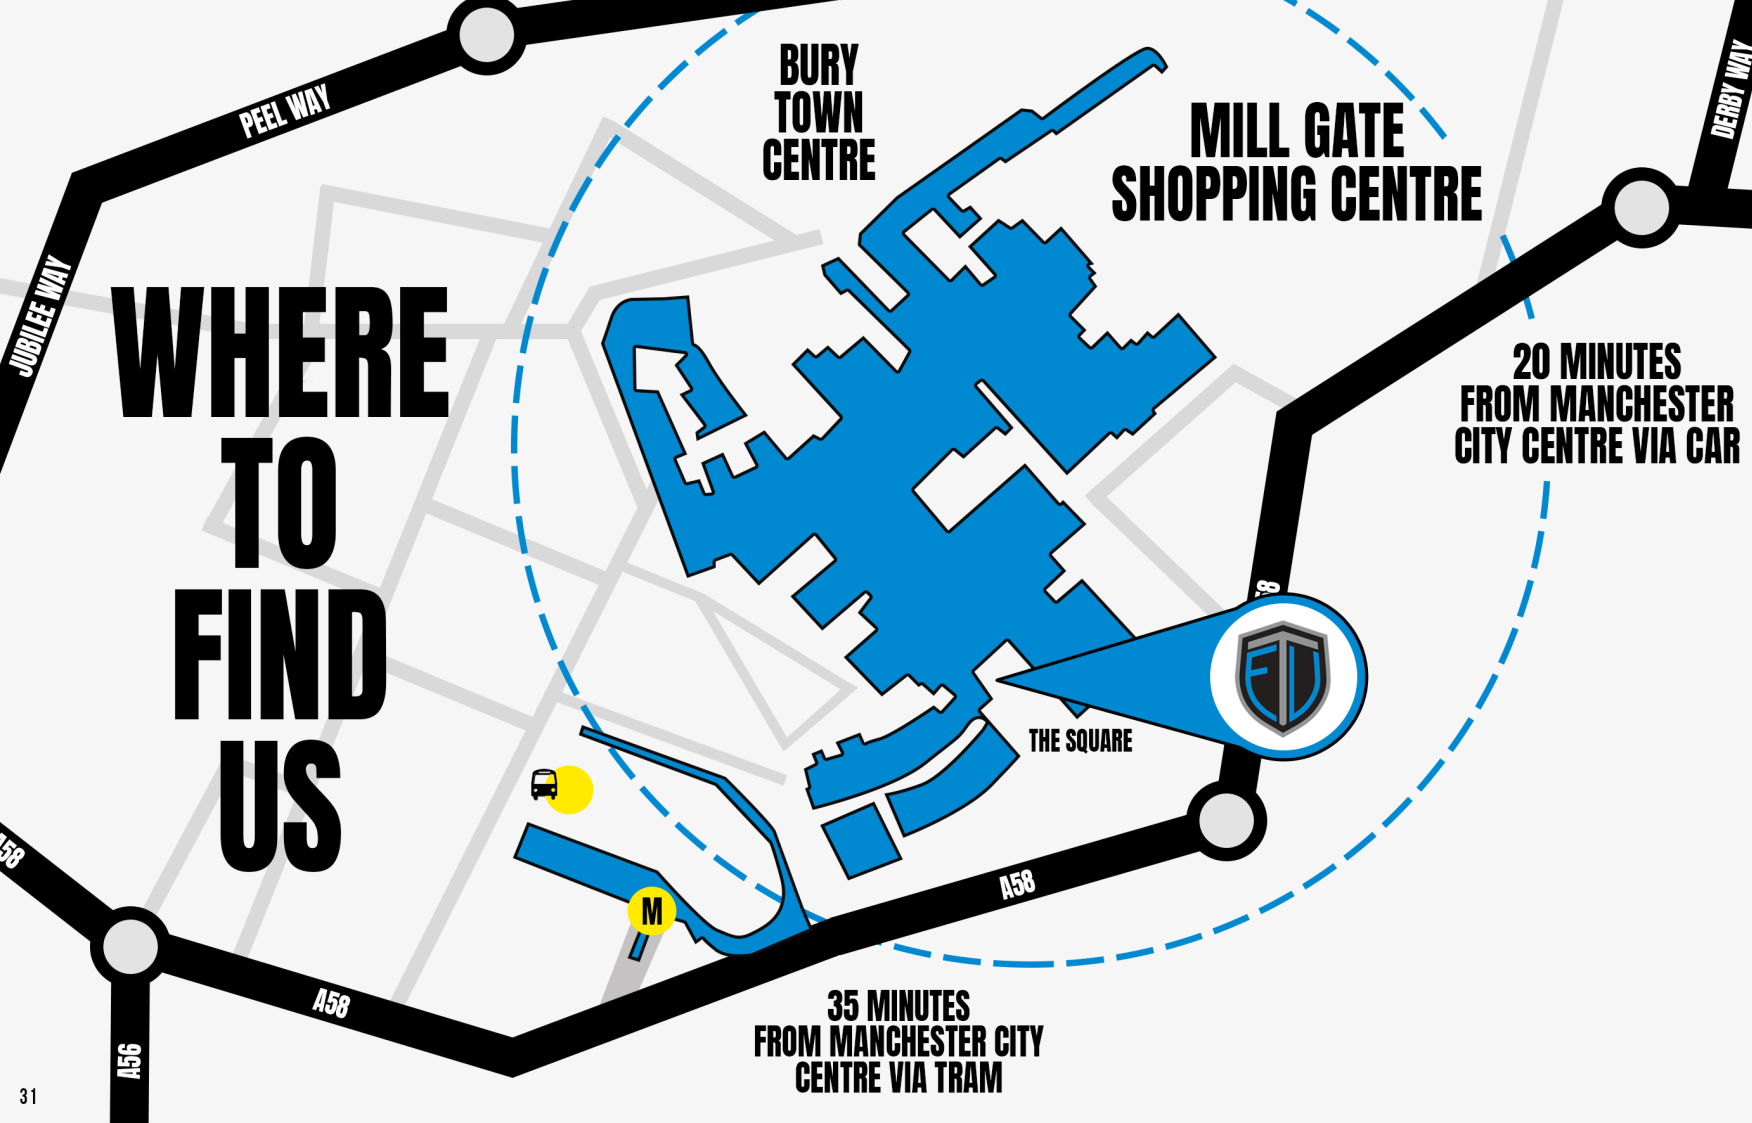 PEEL WAY
JUBILEE WAY
BURY
TOWN
CENTRE
MILL GATE
SHOPPING CENTRE
DERBY WAY
WHERE
TO
FIND
US
20 MINUTES
FROM MANCHESTER
CITY CENTRE VIA CAR
THE SQUARE
M
A58
A58
A58
A56
35 MINUTES
FROM MANCHESTER CITY
CENTRE VIA TRAM
31